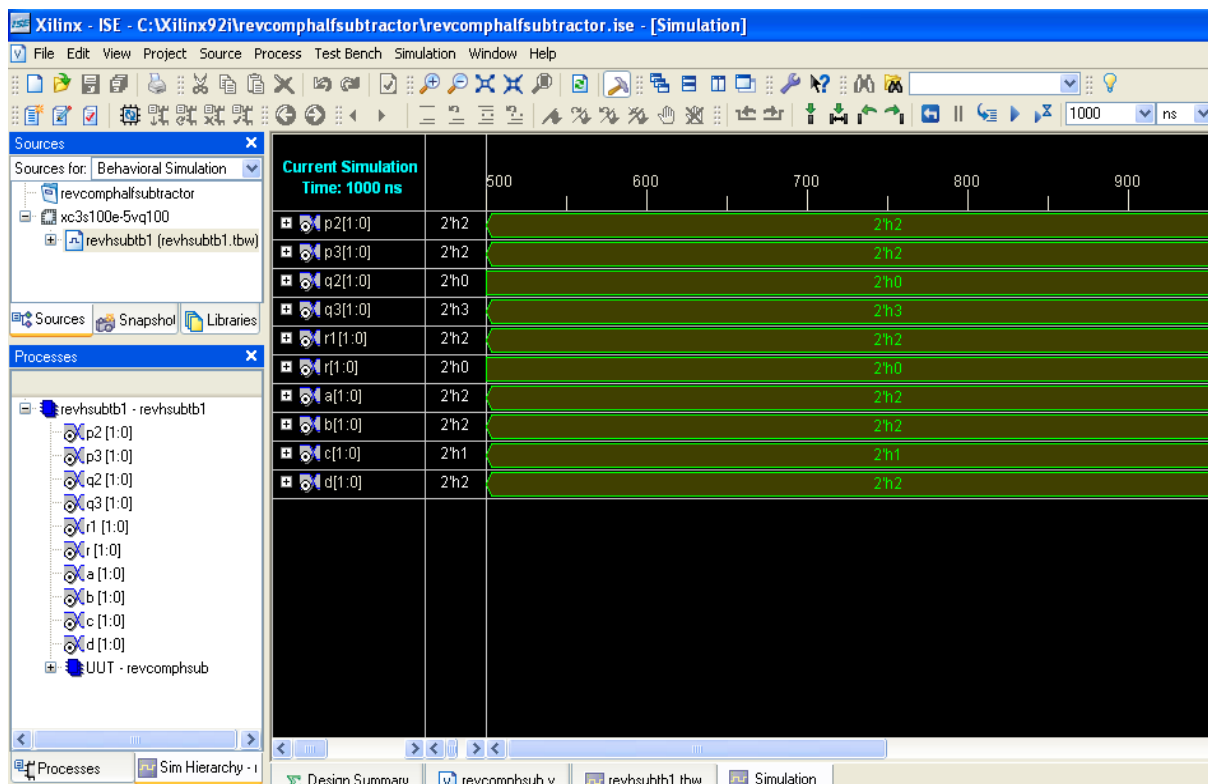 Xilinx - ISE - C:\Xilinx92i\revcomphalfsubtractor\revcomphalfsubtractor.ise - [Simulation]
File Edit View Project Source Process Test Bench Simulation Window Help
1000 ns
Sources
Sources for: Behavioral Simulation
revcomphalfsubtractor
xc3s100e-5vq100
revhsubtb1 (revhsubtb1.tbw)
Sources Snapshot Libraries
Processes
revhsubtb1 - revhsubtb1
p2 [1:0]
p3 [1:0]
q2 [1:0]
q3 [1:0]
r1 [1:0]
r [1:0]
a [1:0]
b [1:0]
c [1:0]
d [1:0]
UUT - revcomphsub
Processes Sim Hierarchy - r
Current Simulation
Time: 1000 ns
500 600 700 800 900
p2[1:0] 2'h2 2'h2
p3[1:0] 2'h2 2'h2
q2[1:0] 2'h0 2'h0
q3[1:0] 2'h3 2'h3
r1[1:0] 2'h2 2'h2
r[1:0] 2'h0 2'h0
a[1:0] 2'h2 2'h2
b[1:0] 2'h2 2'h2
c[1:0] 2'h1 2'h1
d[1:0] 2'h2 2'h2
Design Summary revcomphsub.v revhsubtb1.tbw Simulation